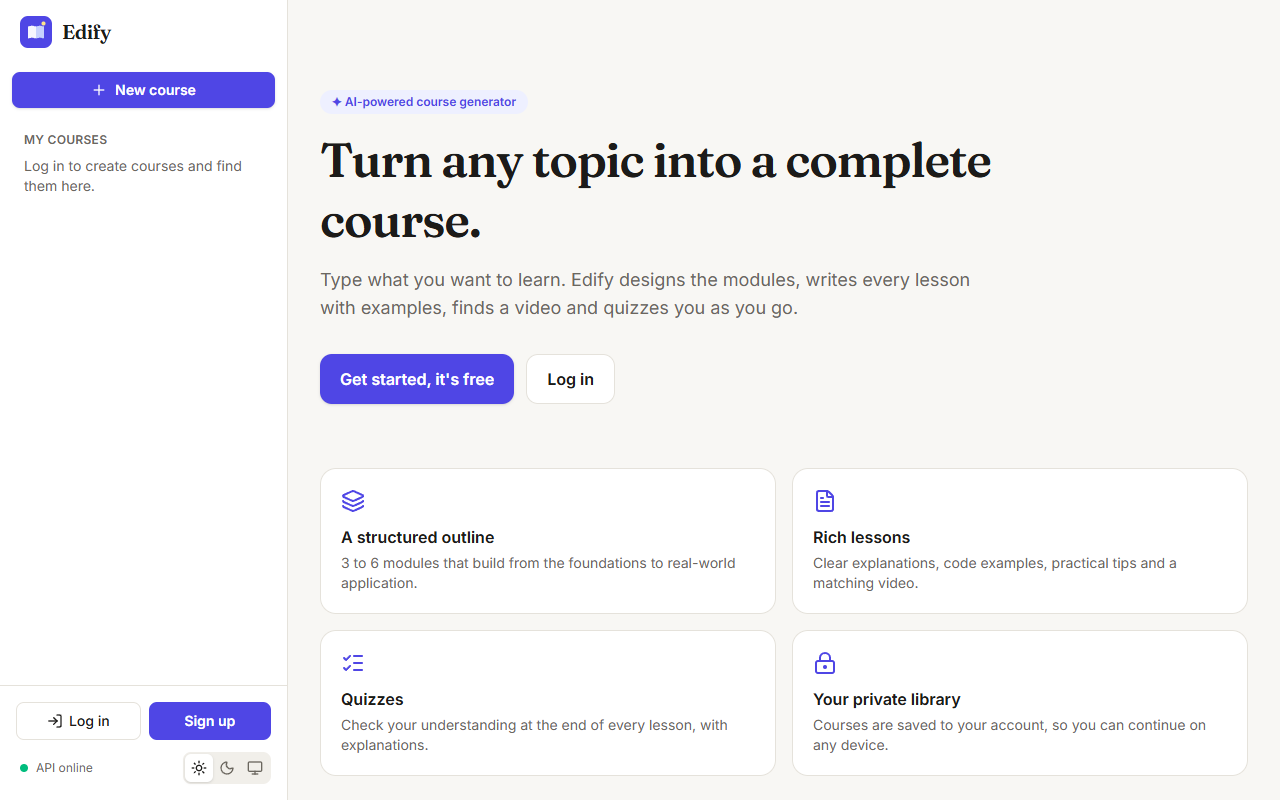 Edify
New course
MY COURSES
Log in to create courses and find
them here.
Log in
Sign up
API online
✦ AI-powered course generator
Turn any topic into a complete
course.
Type what you want to learn. Edify designs the modules, writes every lesson
with examples, finds a video and quizzes you as you go.
Get started, it's free
Log in
A structured outline
3 to 6 modules that build from the foundations to real-world
application.
Rich lessons
Clear explanations, code examples, practical tips and a
matching video.
Quizzes
Check your understanding at the end of every lesson, with
explanations.
Your private library
Courses are saved to your account, so you can continue on
any device.